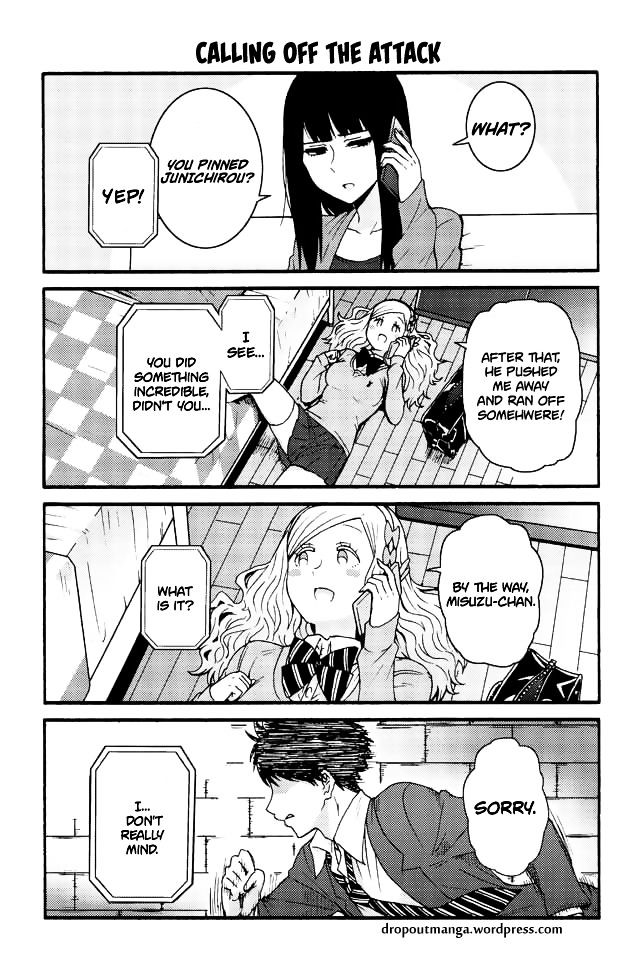 CALLING OFF THE ATTACK
WHAT?
YOU PINNED
JUNICHIROU?
YEP!
AFTER THAT,
HE PUSHED
ME AWAY
AND RAN OFF
SOMEHWERE!
I
SEE...
YOU DID
SOMETHING
INCREDIBLE,
DIDN'T YOU...
BY THE WAY,
MISUZU-CHAN.
WHAT
IS IT?
SORRY.
I...
DON'T
REALLY
MIND.
dropoutmanga.wordpress.com